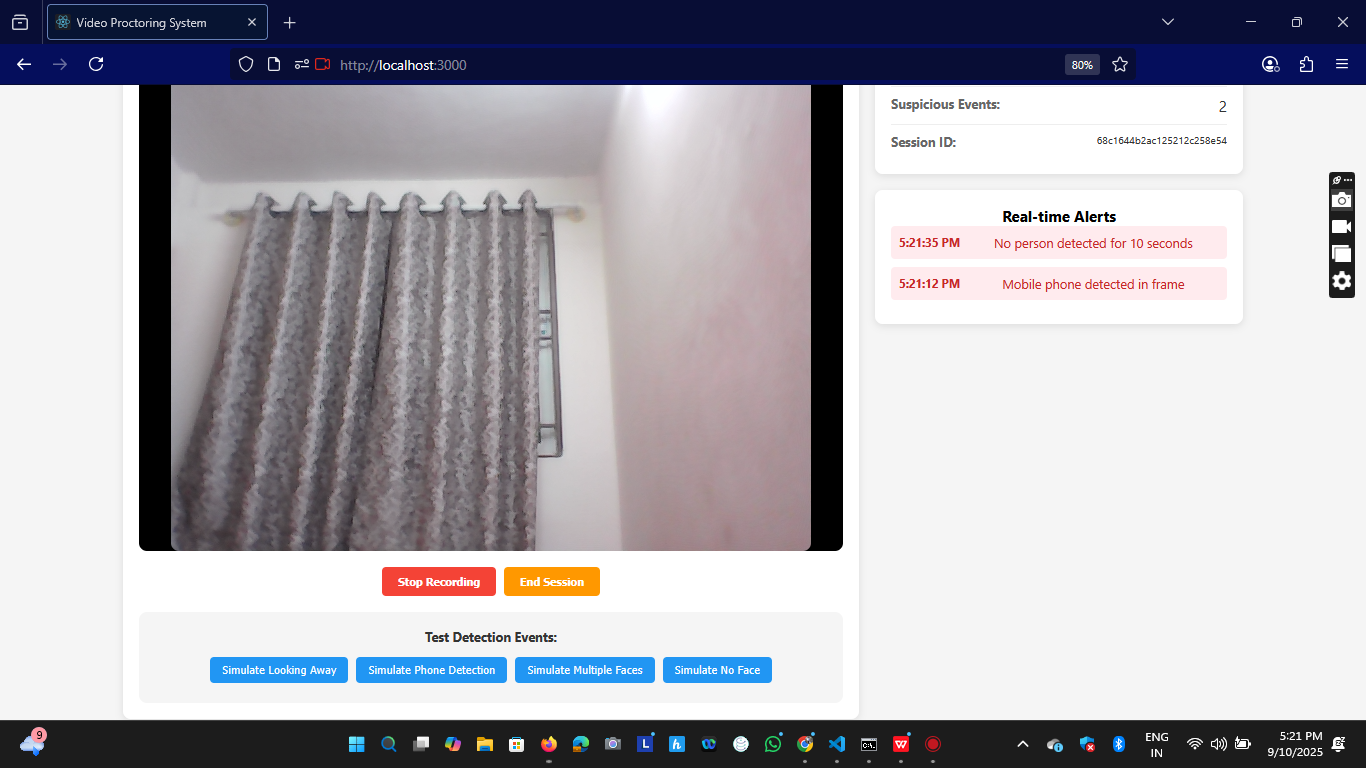 Video Proctoring System
http://localhost:3000
80%
Suspicious Events:
2
Session ID:
68c1644b2ac125212c258e54
Real-time Alerts
5:21:35 PM No person detected for 10 seconds
5:21:12 PM Mobile phone detected in frame
Stop Recording
End Session
Test Detection Events:
Simulate Looking Away
Simulate Phone Detection
Simulate Multiple Faces
Simulate No Face
9
L
h
W
ENG
IN
5:21 PM
9/10/2025